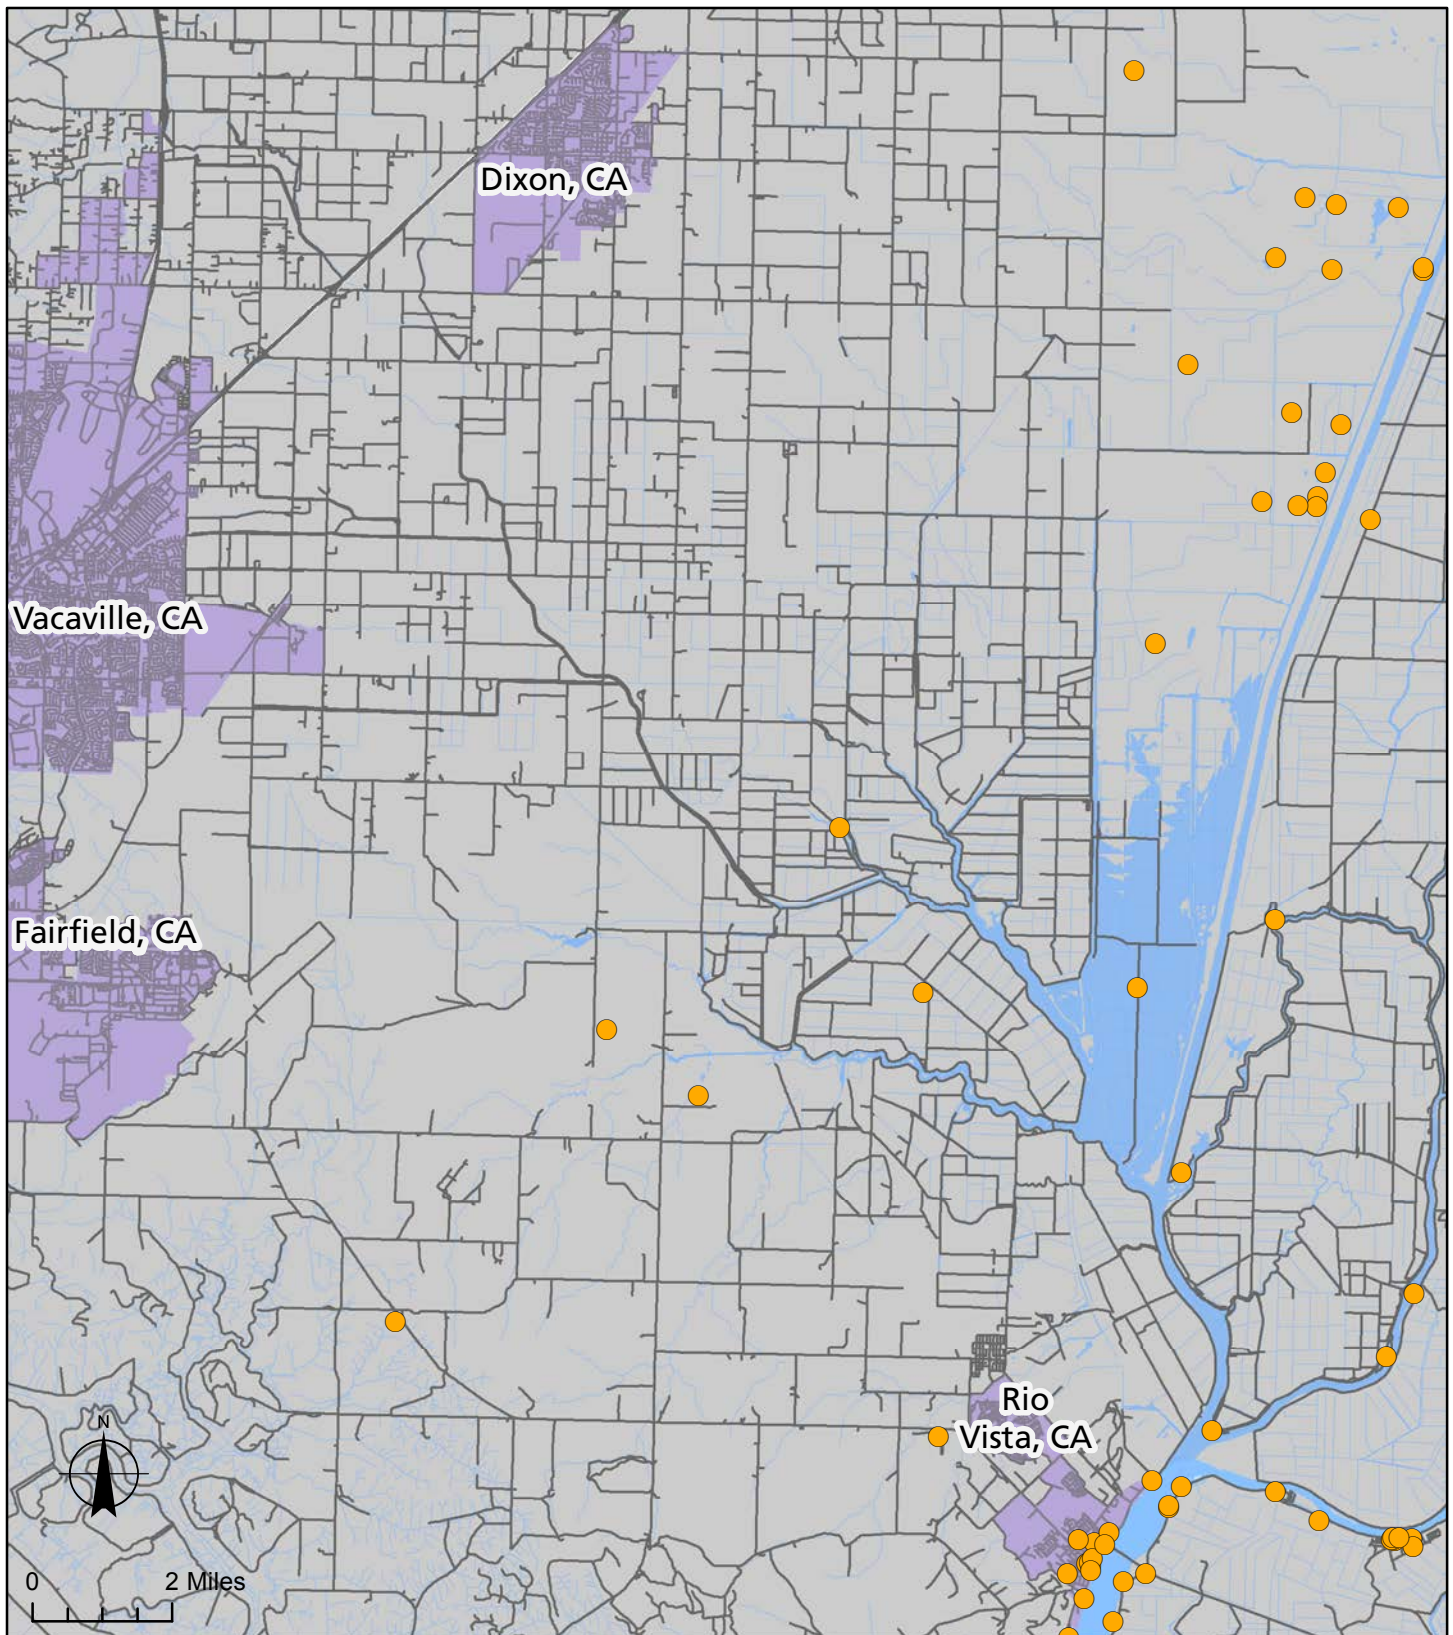 Dixon, CA
Vacaville, CA
Fairfield, CA
Rio
Vista, CA
N
0 2 Miles